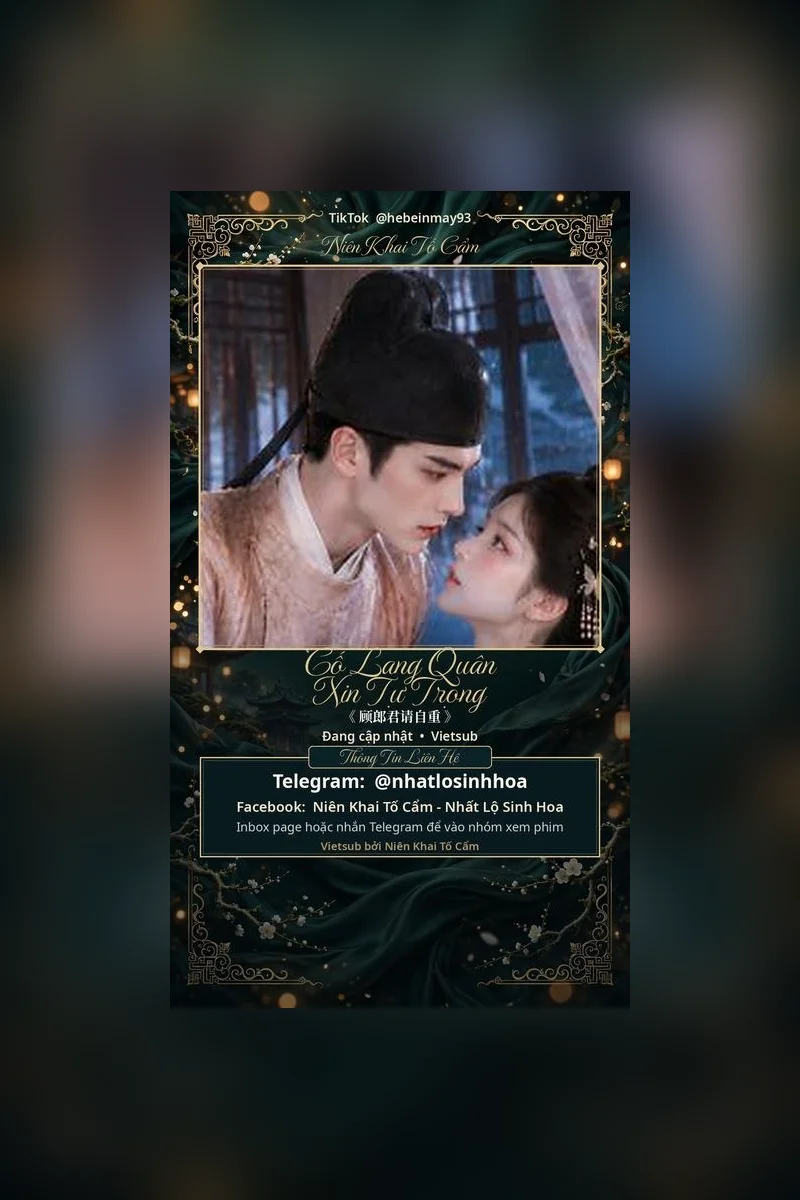 TikTok @hebeinmay93
Niên Khai Tố Cẩm
Cố Lang Quân
Xin Tự Trọng
《顾郎君请自重》
Đang cập nhật • Vietsub
Thông Tin Liên Hệ
Telegram: @nhatlosinhhoa
Facebook: Niên Khai Tố Cẩm - Nhất Lộ Sinh Hoa
Inbox page hoặc nhắn Telegram để vào nhóm xem phim
Vietsub bởi Niên Khai Tố Cẩm